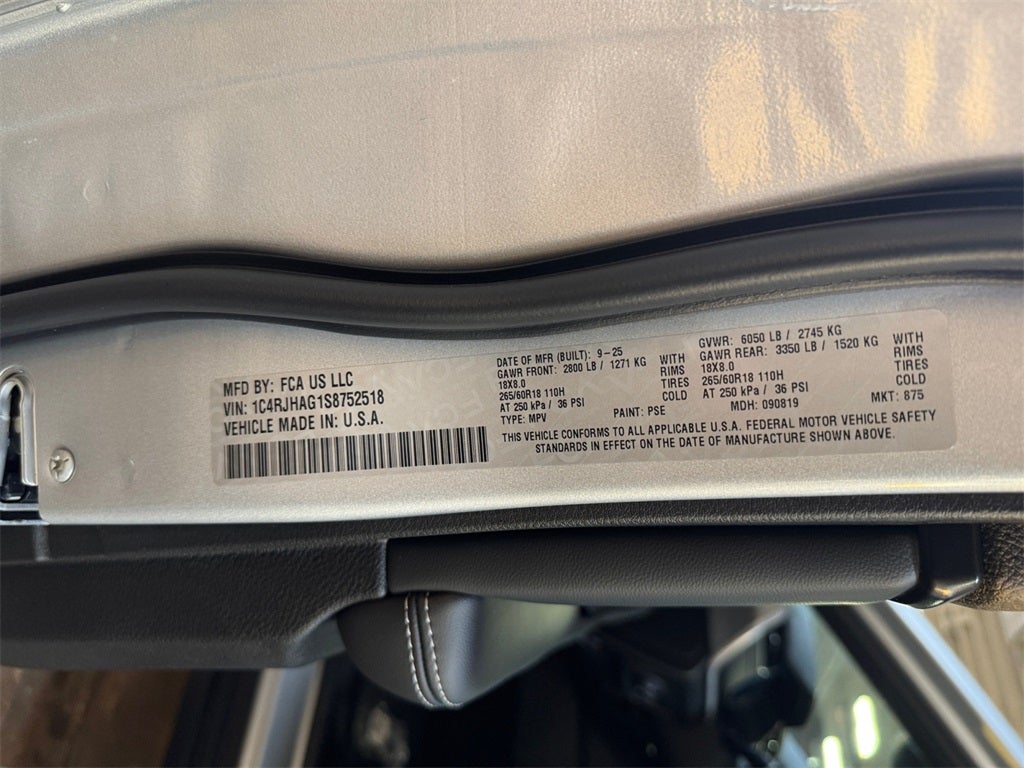 MFD BY: FCA US LLC
VIN: 1C4RJHAG1S8752518
VEHICLE MADE IN: U.S.A.
DATE OF MFR (BUILT): 9-25
GAWR FRONT: 2800 LB / 1271 KG WITH
18X8.0 RIMS
265/60R18 110H TIRES
AT 250 kPa / 36 PSI COLD
TYPE: MPV PAINT: PSE
GVWR: 6050 LB / 2745 KG
GAWR REAR: 3350 LB / 1520 KG WITH
18X8.0 RIMS
265/60R18 110H TIRES
AT 250 kPa / 36 PSI COLD
MDH: 090819 MKT: 875
THIS VEHICLE CONFORMS TO ALL APPLICABLE U.S.A. FEDERAL MOTOR VEHICLE SAFETY
STANDARDS IN EFFECT ON THE DATE OF MANUFACTURE SHOWN ABOVE.